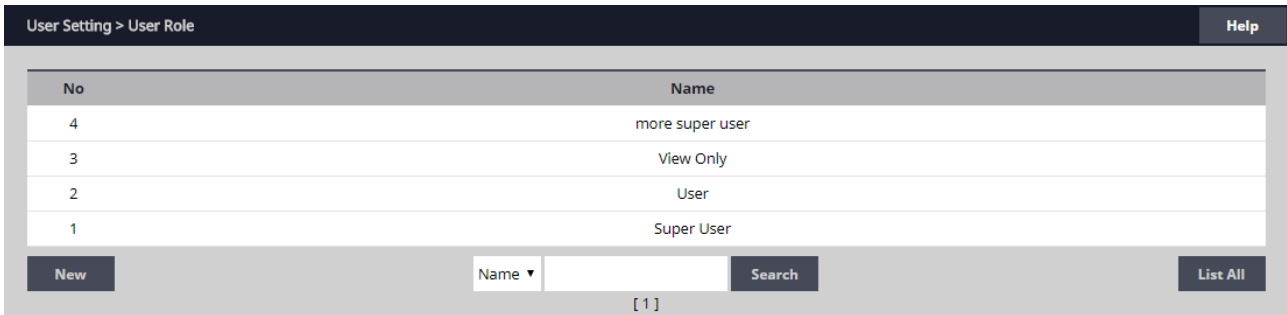 User Setting > User Role Help
No Name
4 more super user
3 View Only
2 User
1 Super User
New Name ▼ Search List All
[ 1 ]